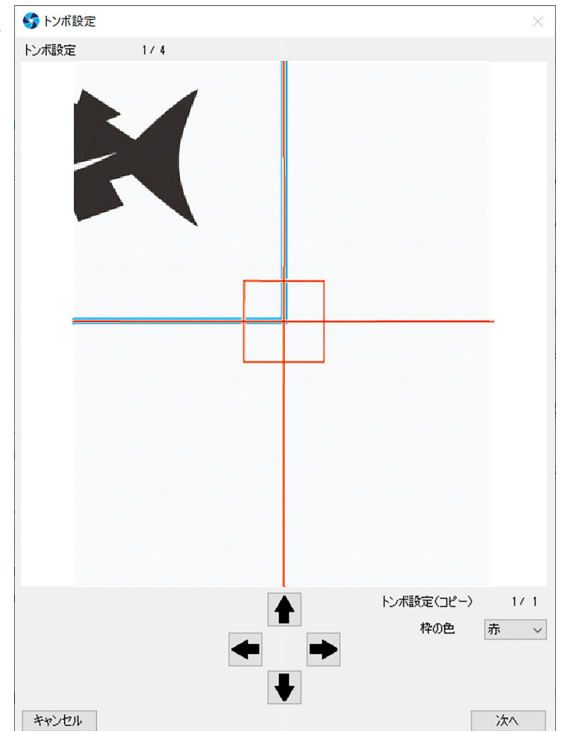 トンボ設定
トンボ設定 1/ 4
トンボ設定(コピー) 1/ 1
枠の色 赤
キャンセル 次へ